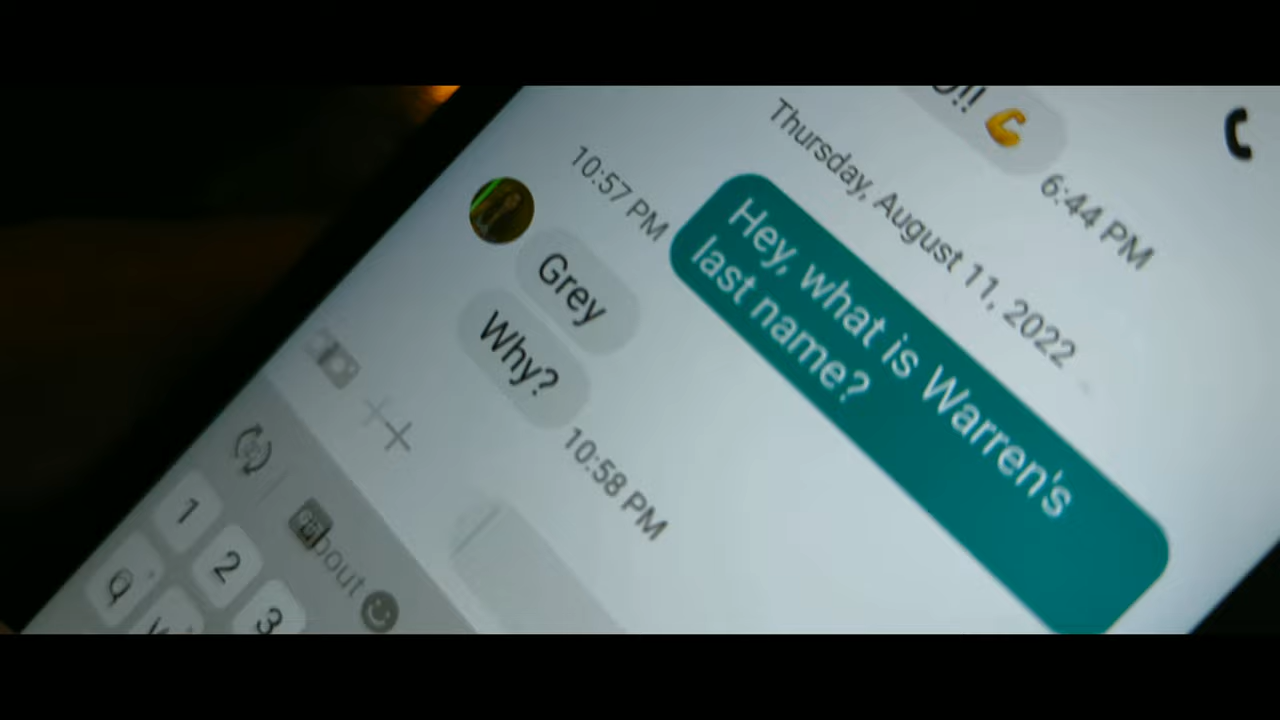 6:44 PM
Thursday, August 11, 2022
Hey, what is Warren's
last name?
10:57 PM
Grey
Why?
10:58 PM
1
2
3
Q